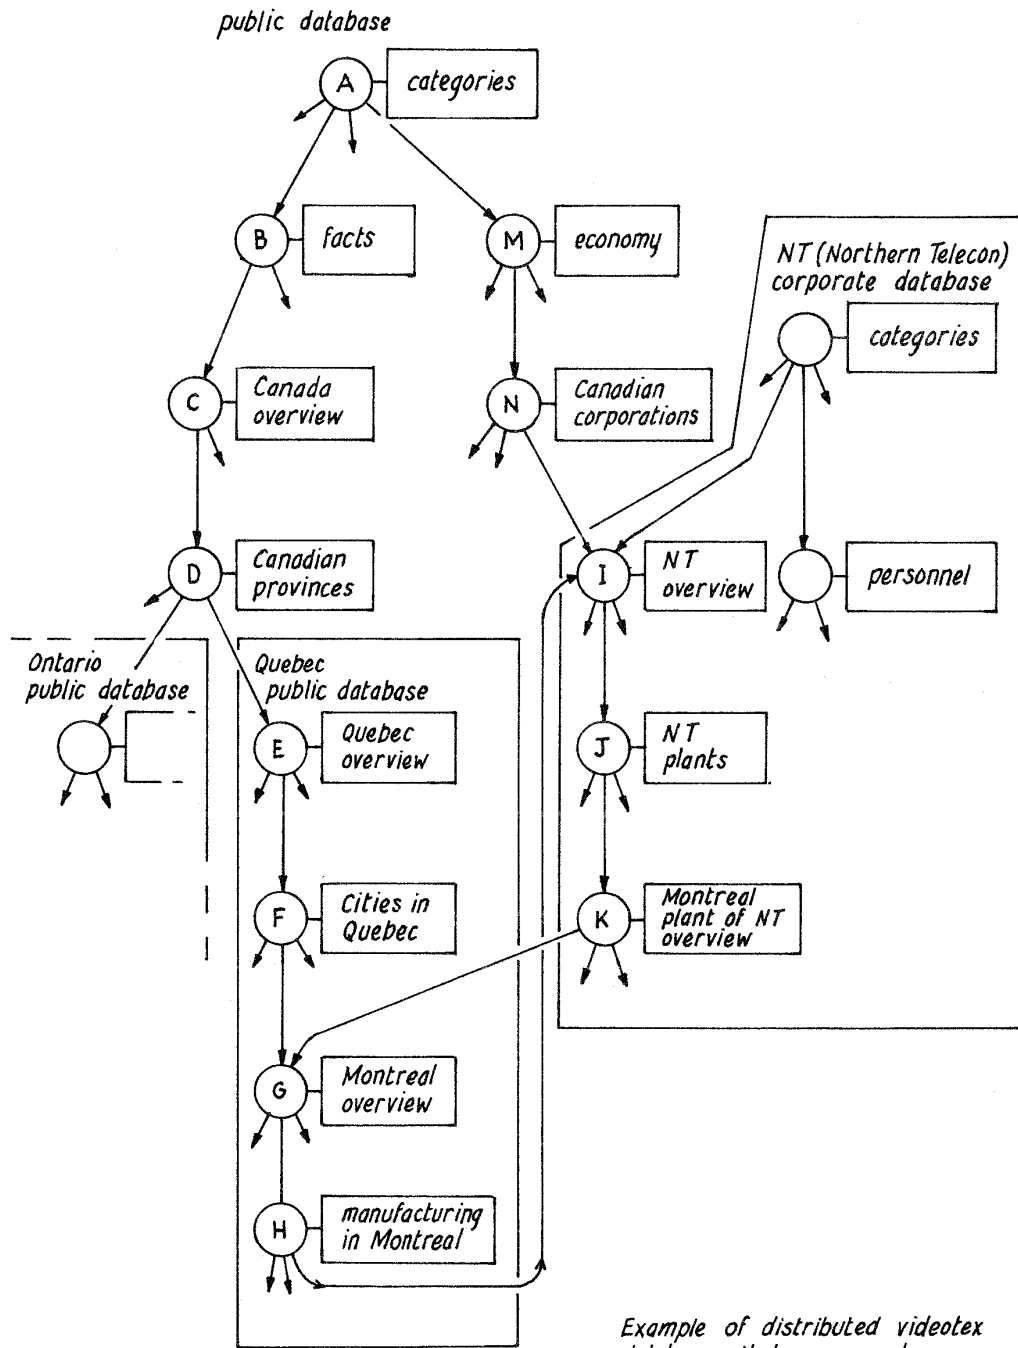 public database
A
categories
B
facts
M
economy
NT (Northern Telecon)
corporate database
categories
C
Canada
overview
N
Canadian
corporations
D
Canadian
provinces
I
NT
overview
personnel
Ontario
public database
Quebec
public database
E
Quebec
overview
J
NT
plants
F
Cities in
Quebec
K
Montreal
plant of NT
overview
G
Montreal
overview
H
manufacturing
in Montreal
Example of distributed videotex